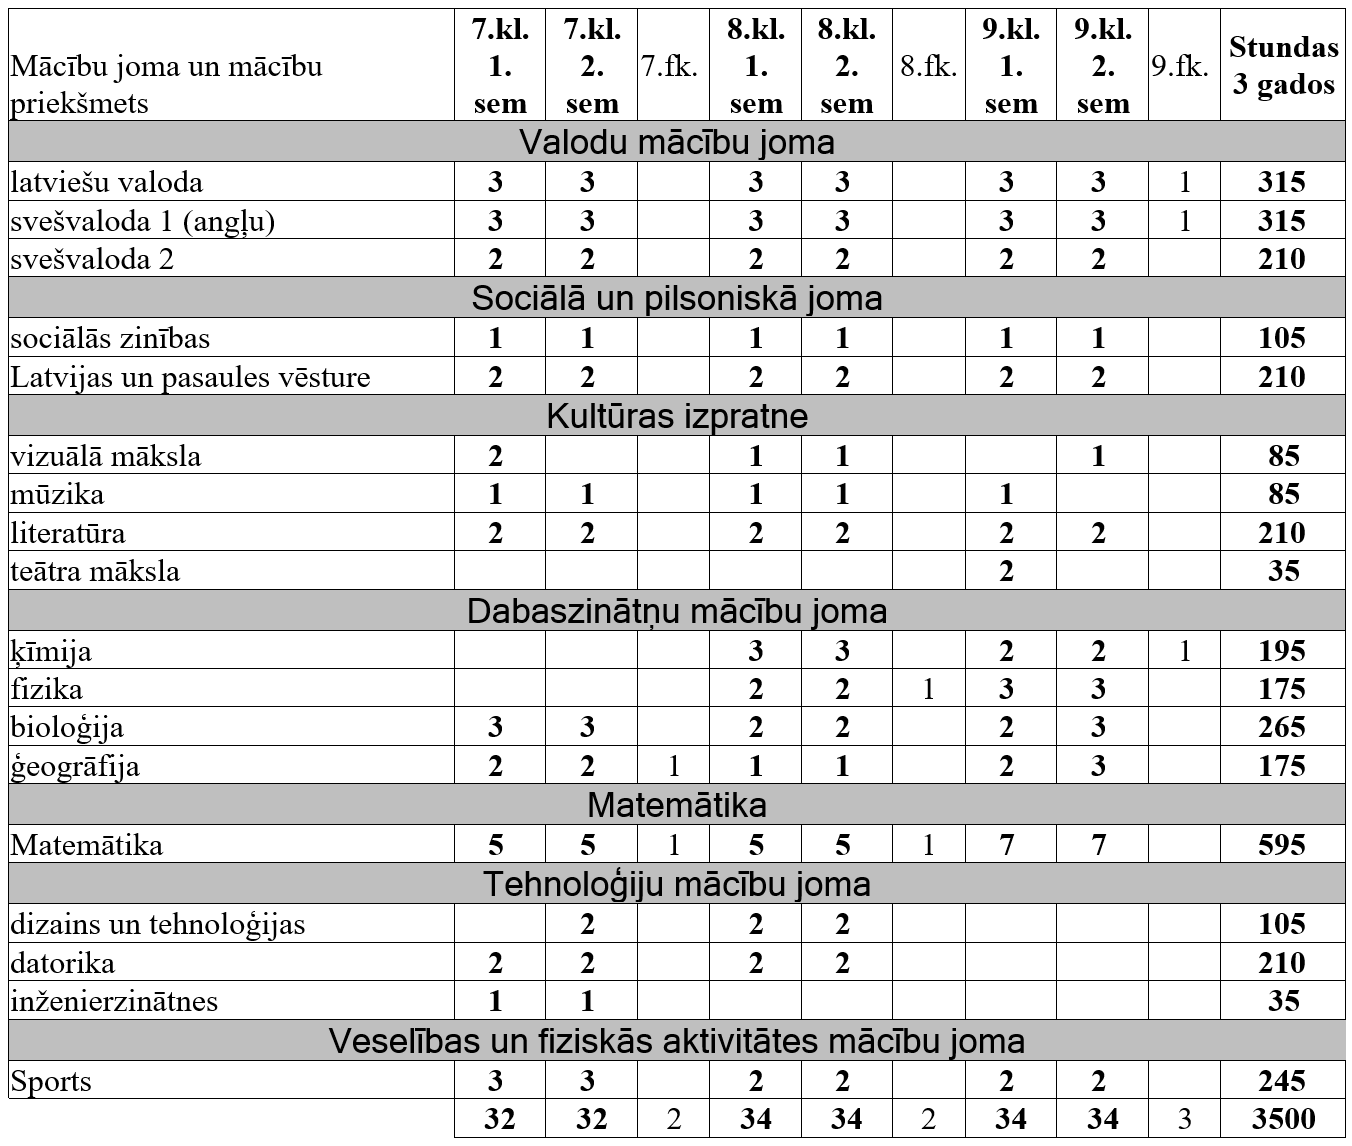 Mācību joma un mācību priekšmets 7.kl. 1. sem 7.kl. 2. sem 7.fk. 8.kl. 1. sem 8.kl. 2. sem 8.fk. 9.kl. 1. sem 9.kl. 2. sem 9.fk. Stundas 3 gados
Valodu mācību joma
latviešu valoda 3 3 3 3 3 3 1 315
svešvaloda 1 (angļu) 3 3 3 3 3 3 1 315
svešvaloda 2 2 2 2 2 2 2 210
Sociālā un pilsoniskā joma
sociālās zinības 1 1 1 1 1 1 105
Latvijas un pasaules vēsture 2 2 2 2 2 2 210
Kultūras izpratne
vizuālā māksla 2 1 1 1 85
mūzika 1 1 1 1 1 85
literatūra 2 2 2 2 2 2 210
teātra māksla 2 35
Dabaszinātņu mācību joma
ķīmija 3 3 2 2 1 195
fizika 2 2 1 3 3 175
bioloģija 3 3 2 2 2 3 265
ģeogrāfija 2 2 1 1 1 2 3 175
Matemātika
Matemātika 5 5 1 5 5 1 7 7 595
Tehnoloģiju mācību joma
dizains un tehnoloģijas 2 2 2 105
datorika 2 2 2 2 210
inženierzinātnes 1 1 35
Veselības un fiziskās aktivitātes mācību joma
Sports 3 3 2 2 2 2 245
32 32 2 34 34 2 34 34 3 3500